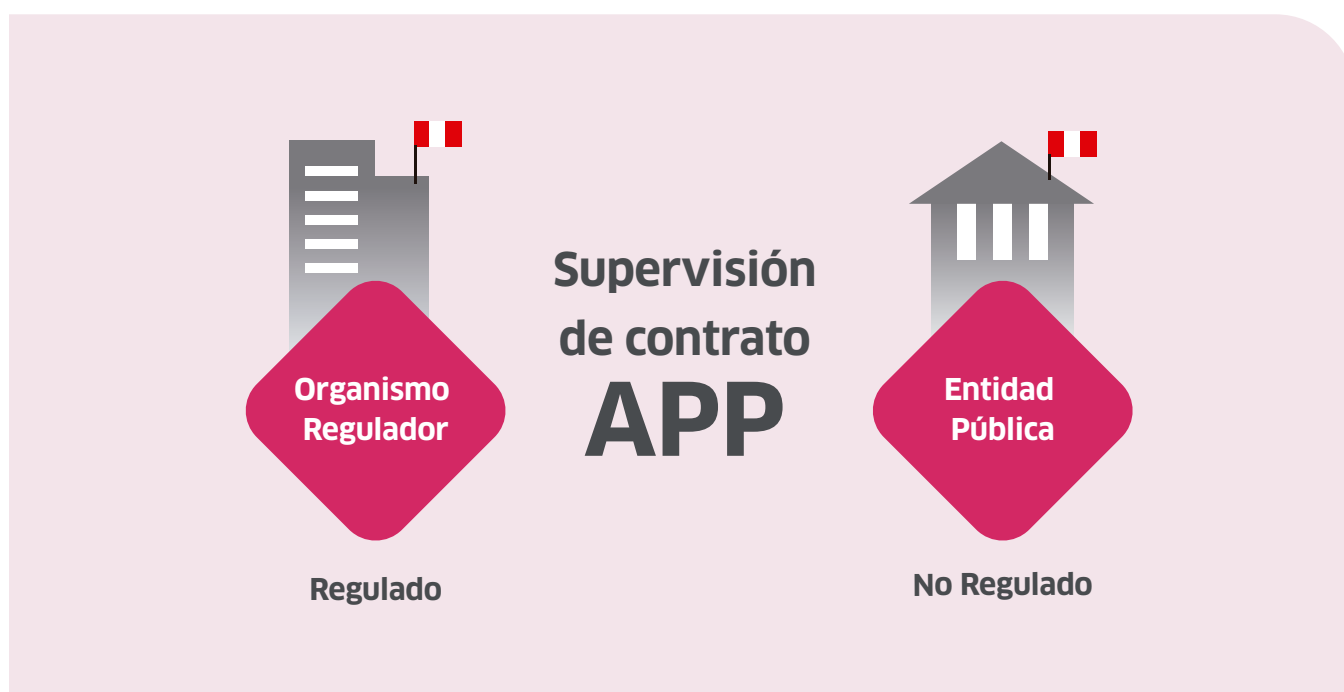 Supervisión
de contrato
APP
Organismo
Regulador
Regulado
Entidad
Pública
No Regulado